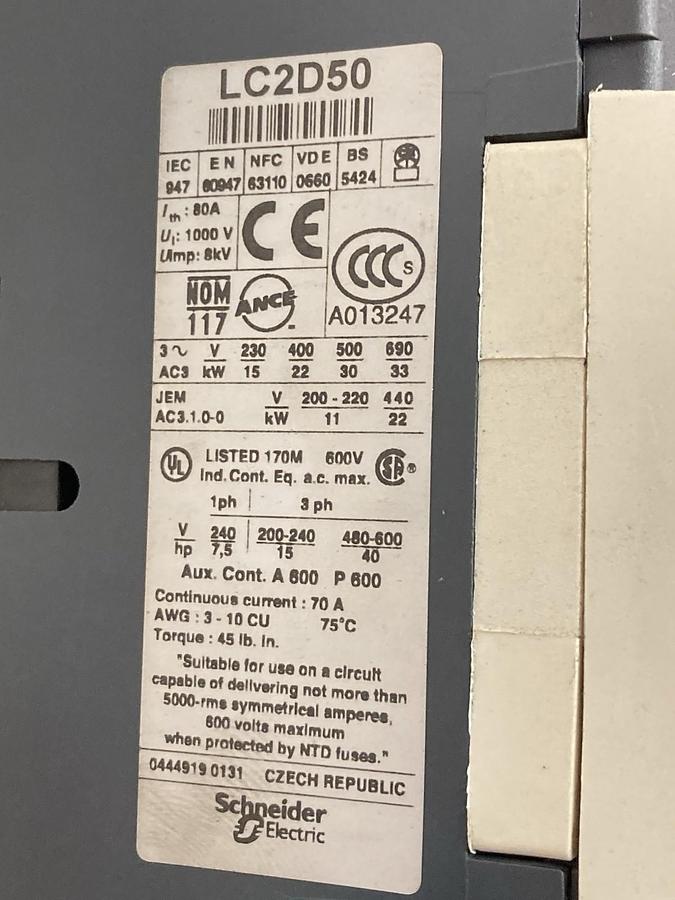 LC2D50
IEC EN NFC VDE BS
947 60947 63110 0660 5424
Ith : 80A
Ui: 1000 V
UImp: 8kV
CE
CCC S
A013247
NOM
117
ANCE
3~ V 230 400 500 690
AC3 kW 15 22 30 33
JEM V 200 - 220 440
AC3.1.0-0 kW 11 22
UL LISTED 170M 600V SA ®
Ind. Cont. Eq. a.c. max.
1ph 3 ph
V 240 200-240 480-600
hp 7,5 15 40
Aux. Cont. A 600 P 600
Continuous current : 70 A
AWG : 3 - 10 CU 75°C
Torque : 45 lb. in.
"Suitable for use on a circuit
capable of delivering not more than
5000-rms symmetrical amperes,
600 volts maximum
when protected by NTD fuses."
0444919 0131 CZECH REPUBLIC
Schneider
Electric